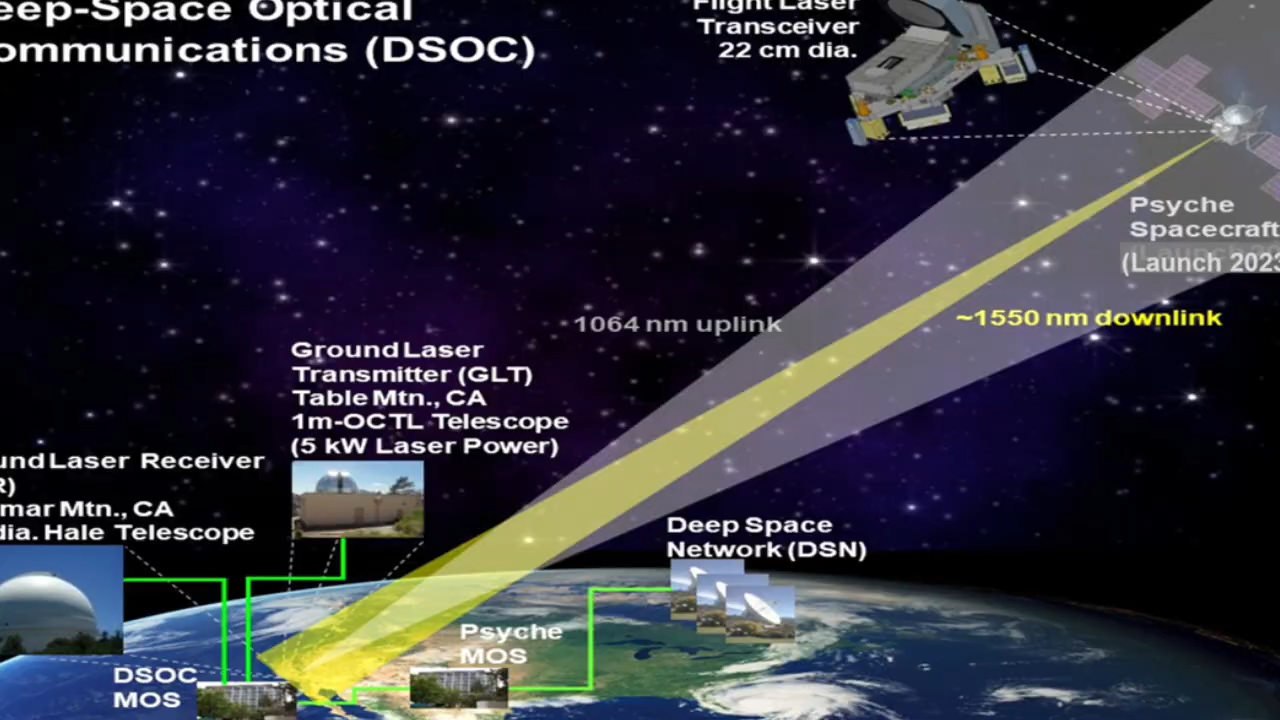 eep-Space Optical
ommunications (DSOC)
Flight Laser
Transceiver
22 cm dia.
Psyche
Spacecraft
(Launch 2023
1064 nm uplink
~1550 nm downlink
Ground Laser
Transmitter (GLT)
Table Mtn., CA
1m-OCTL Telescope
(5 kW Laser Power)
und Laser Receiver
R)
mar Mtn., CA
dia. Hale Telescope
Deep Space
Network (DSN)
Psyche
MOS
DSOC
MOS